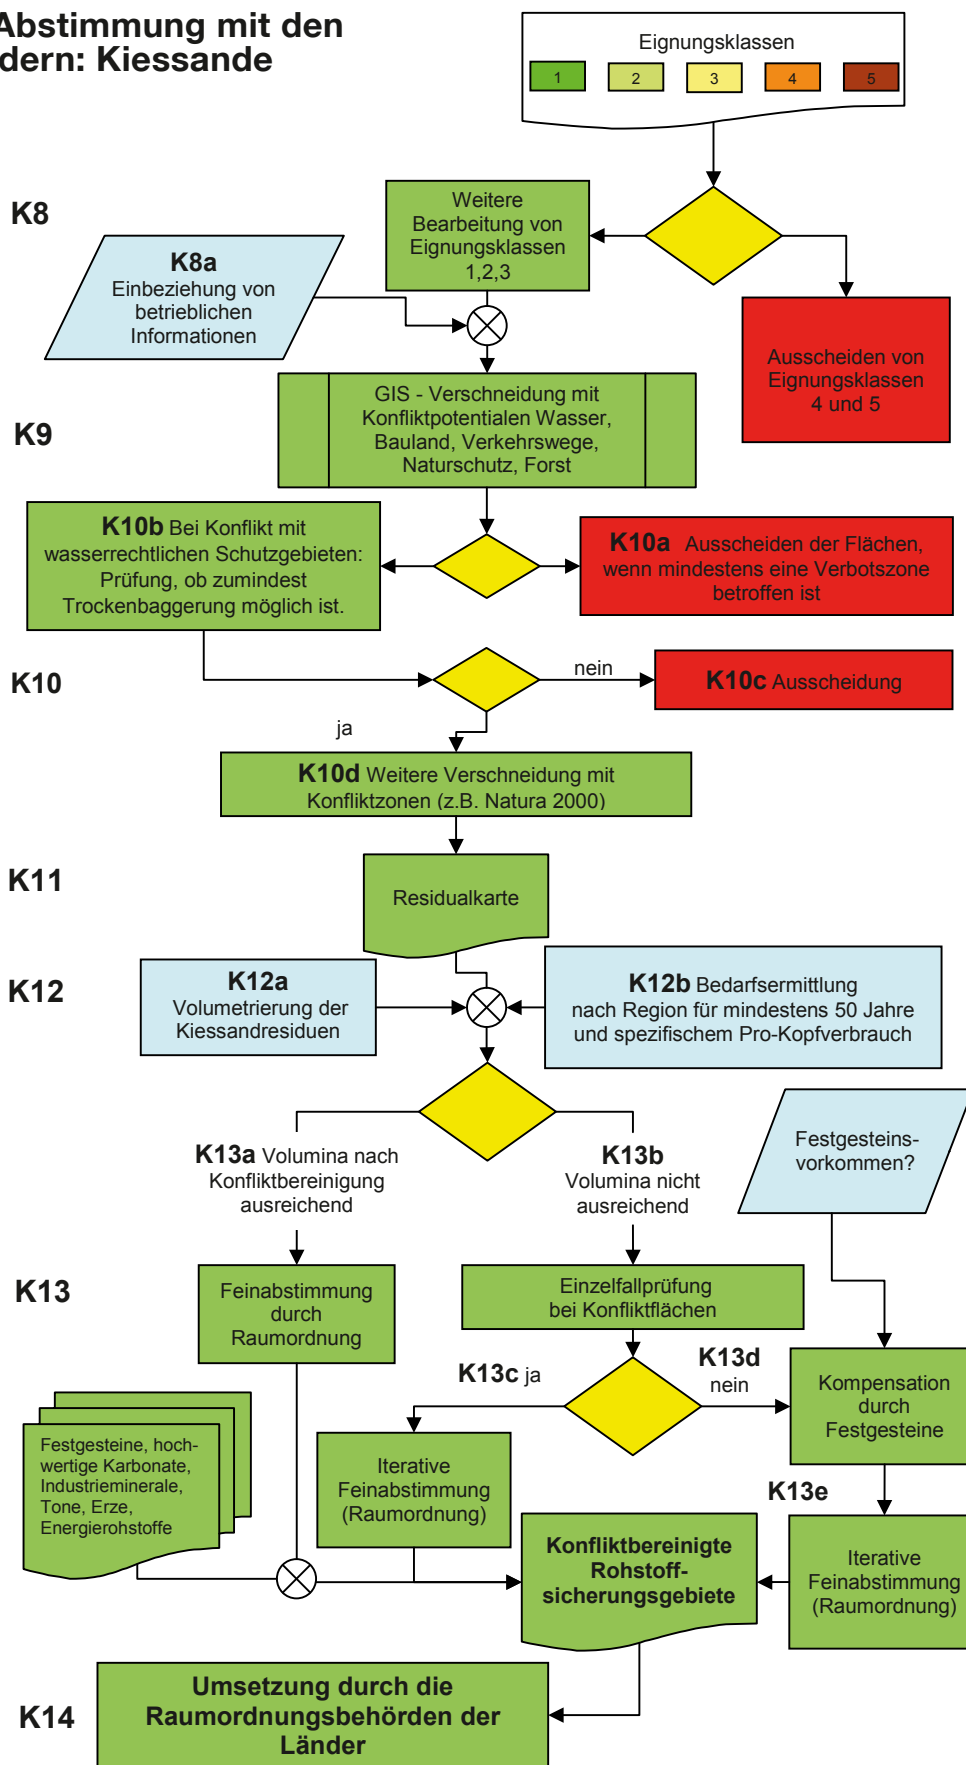 Abstimmung mit den
dern: Kiessande
Eignungsklassen
1 2 3 4 5
K8
Weitere
Bearbeitung von
Eignungsklassen
1,2,3
K8a
Einbeziehung von
betrieblichen
Informationen
Ausscheiden von
Eignungsklassen
4 und 5
K9
GIS - Verschneidung mit
Konfliktpotentialen Wasser,
Bauland, Verkehrswege,
Naturschutz, Forst
K10b Bei Konflikt mit
wasserrechtlichen Schutzgebieten:
Prüfung, ob zumindest
Trockenbaggerung möglich ist.
K10a Ausscheiden der Flächen,
wenn mindestens eine Verbotszone
betroffen ist
K10
nein
K10c Ausscheidung
ja
K10d Weitere Verschneidung mit
Konfliktzonen (z.B. Natura 2000)
K11
Residualkarte
K12
K12a
Volumetrierung der
Kiessandresiduen
K12b Bedarfsermittlung
nach Region für mindestens 50 Jahre
und spezifischem Pro-Kopfverbrauch
K13a Volumina nach
Konfliktbereinigung
ausreichend
K13b
Volumina nicht
ausreichend
Festgesteins-
vorkommen?
K13
Feinabstimmung
durch
Raumordnung
Einzelfallprüfung
bei Konfliktflächen
K13c ja
K13d
nein
Kompensation
durch
Festgesteine
Festgesteine, hoch-
wertige Karbonate,
Industrieminerale,
Tone, Erze,
Energierohstoffe
Iterative
Feinabstimmung
(Raumordnung)
K13e
Konfliktbereinigte
Rohstoff-
sicherungsgebiete
Iterative
Feinabstimmung
(Raumordnung)
K14
Umsetzung durch die
Raumordnungsbehörden der
Länder